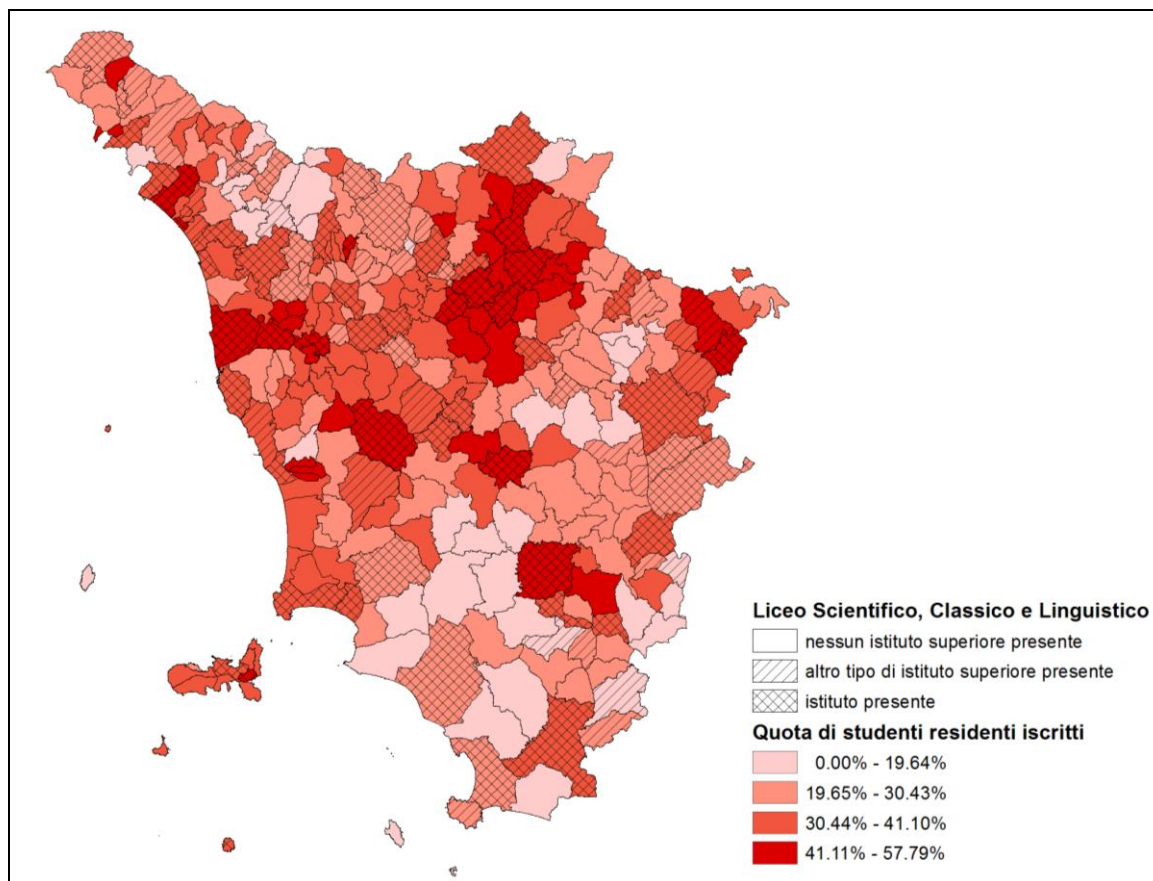 Liceo Scientifico, Classico e Linguistico
nessun istituto superiore presente
altro tipo di istituto superiore presente
istituto presente
Quota di studenti residenti iscritti
0.00% - 19.64%
19.65% - 30.43%
30.44% - 41.10%
41.11% - 57.79%